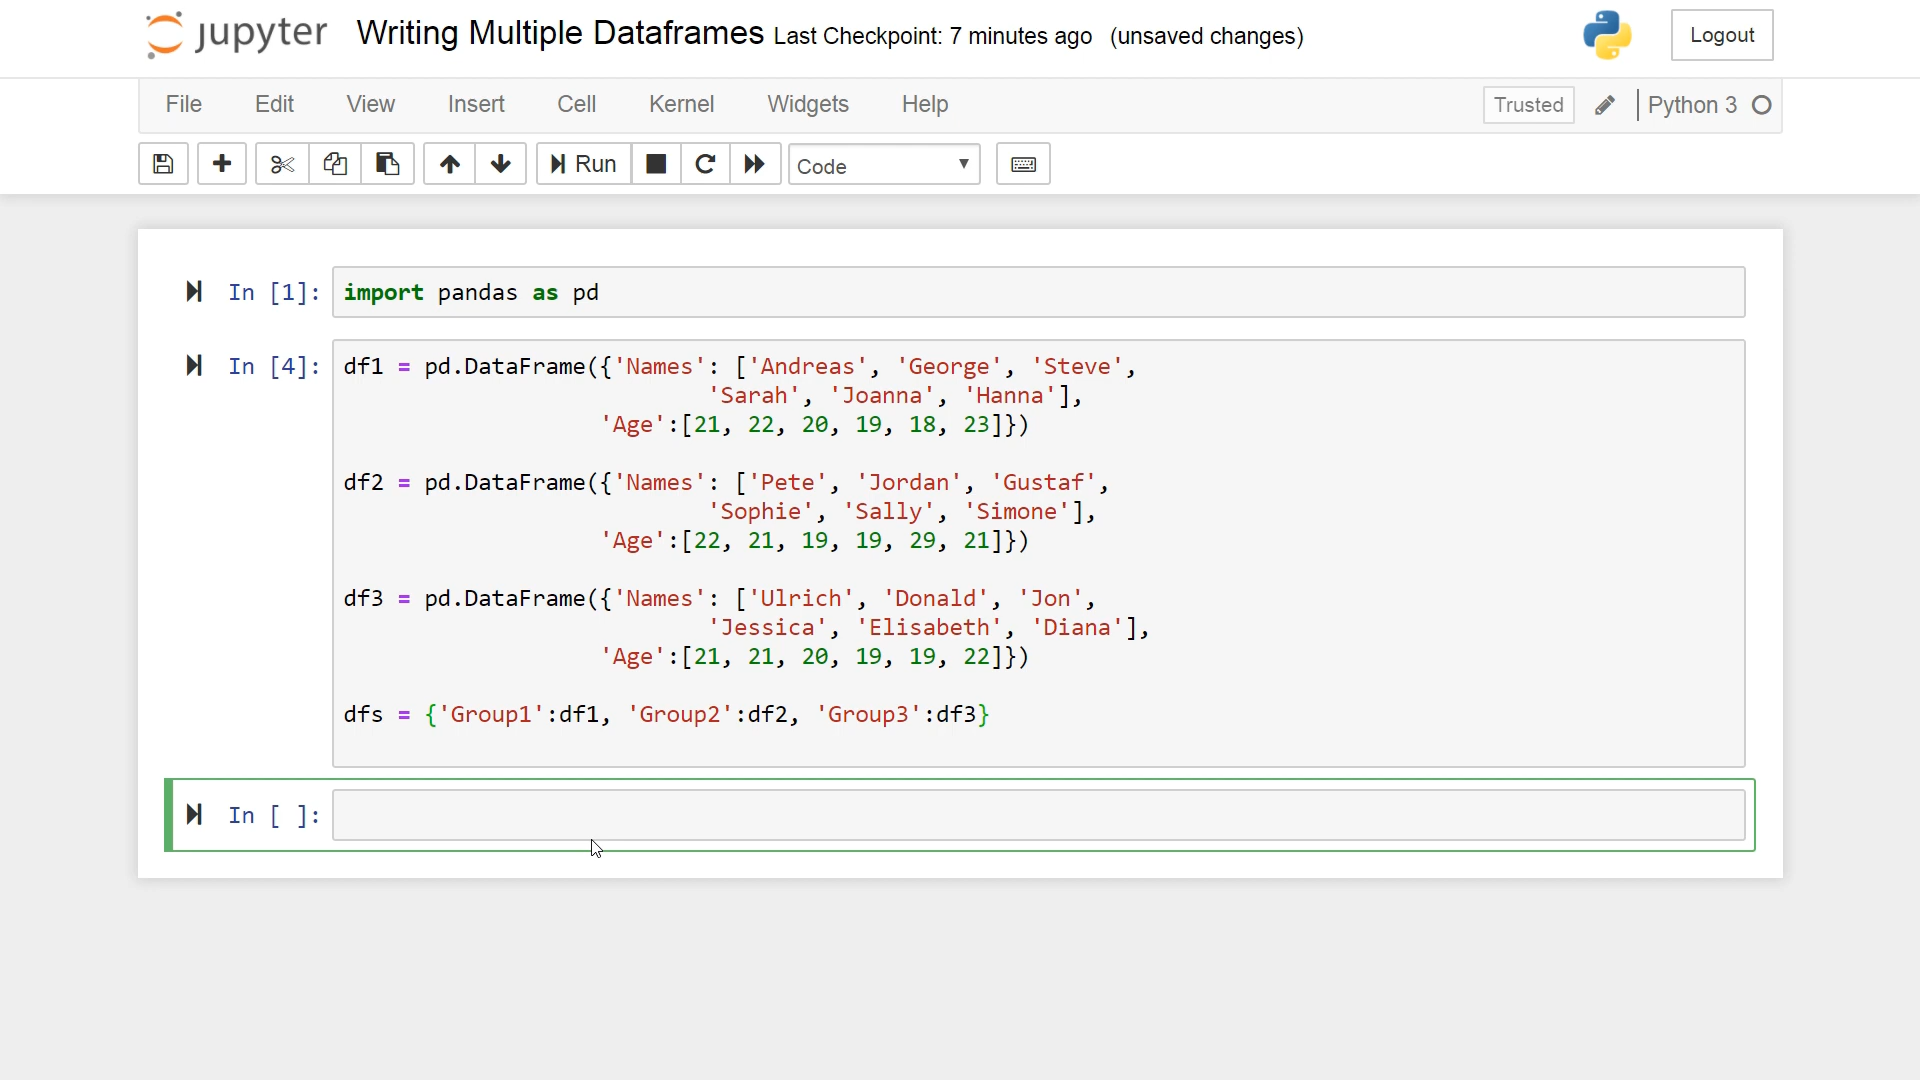 jupyter Writing Multiple Dataframes Last Checkpoint: 7 minutes ago (unsaved changes) Logout
File Edit View Insert Cell Kernel Widgets Help Trusted Python 3
Run Code
In [1]: import pandas as pd
In [4]: df1 = pd.DataFrame({'Names': ['Andreas', 'George', 'Steve',
'Sarah', 'Joanna', 'Hanna'],
'Age':[21, 22, 20, 19, 18, 23]})
df2 = pd.DataFrame({'Names': ['Pete', 'Jordan', 'Gustaf',
'Sophie', 'Sally', 'Simone'],
'Age':[22, 21, 19, 19, 29, 21]})
df3 = pd.DataFrame({'Names': ['Ulrich', 'Donald', 'Jon',
'Jessica', 'Elisabeth', 'Diana'],
'Age':[21, 21, 20, 19, 19, 22]})
dfs = {'Group1':df1, 'Group2':df2, 'Group3':df3}
In [ ]: